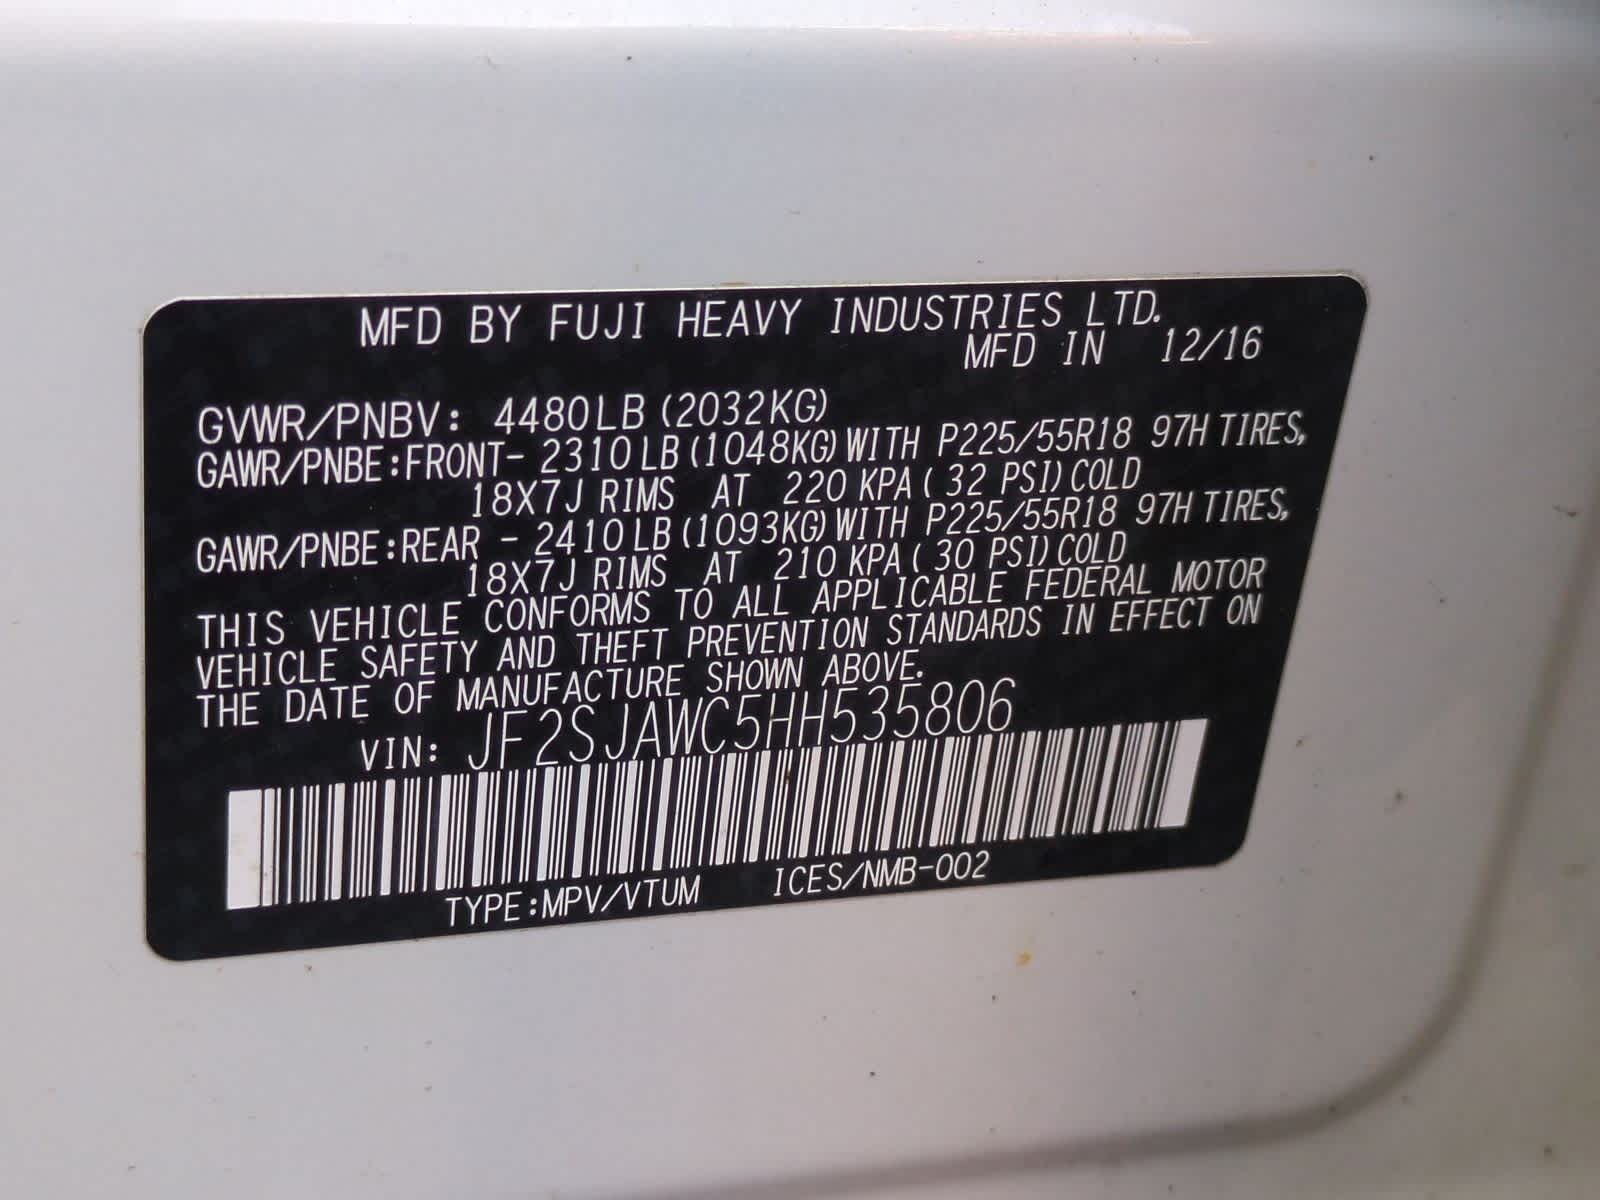 MFD BY FUJI HEAVY INDUSTRIES LTD.
MFD IN 12/16
GVWR/PNBV: 4480LB (2032KG)
GAWR/PNBE:FRONT- 2310LB (1048KG) WITH P225/55R18 97H TIRES,
18X7J RIMS AT 220 KPA( 32 PSI) COLD
GAWR/PNBE:REAR - 2410LB (1093KG) WITH P225/55R18 97H TIRES,
18X7J RIMS AT 210 KPA( 30 PSI) COLD
THIS VEHICLE CONFORMS TO ALL APPLICABLE FEDERAL MOTOR
VEHICLE SAFETY AND THEFT PREVENTION STANDARDS IN EFFECT ON
THE DATE OF MANUFACTURE SHOWN ABOVE.
VIN: JF2SJAWC5HH535806
TYPE:MPV/VTUM ICES/NMB-002